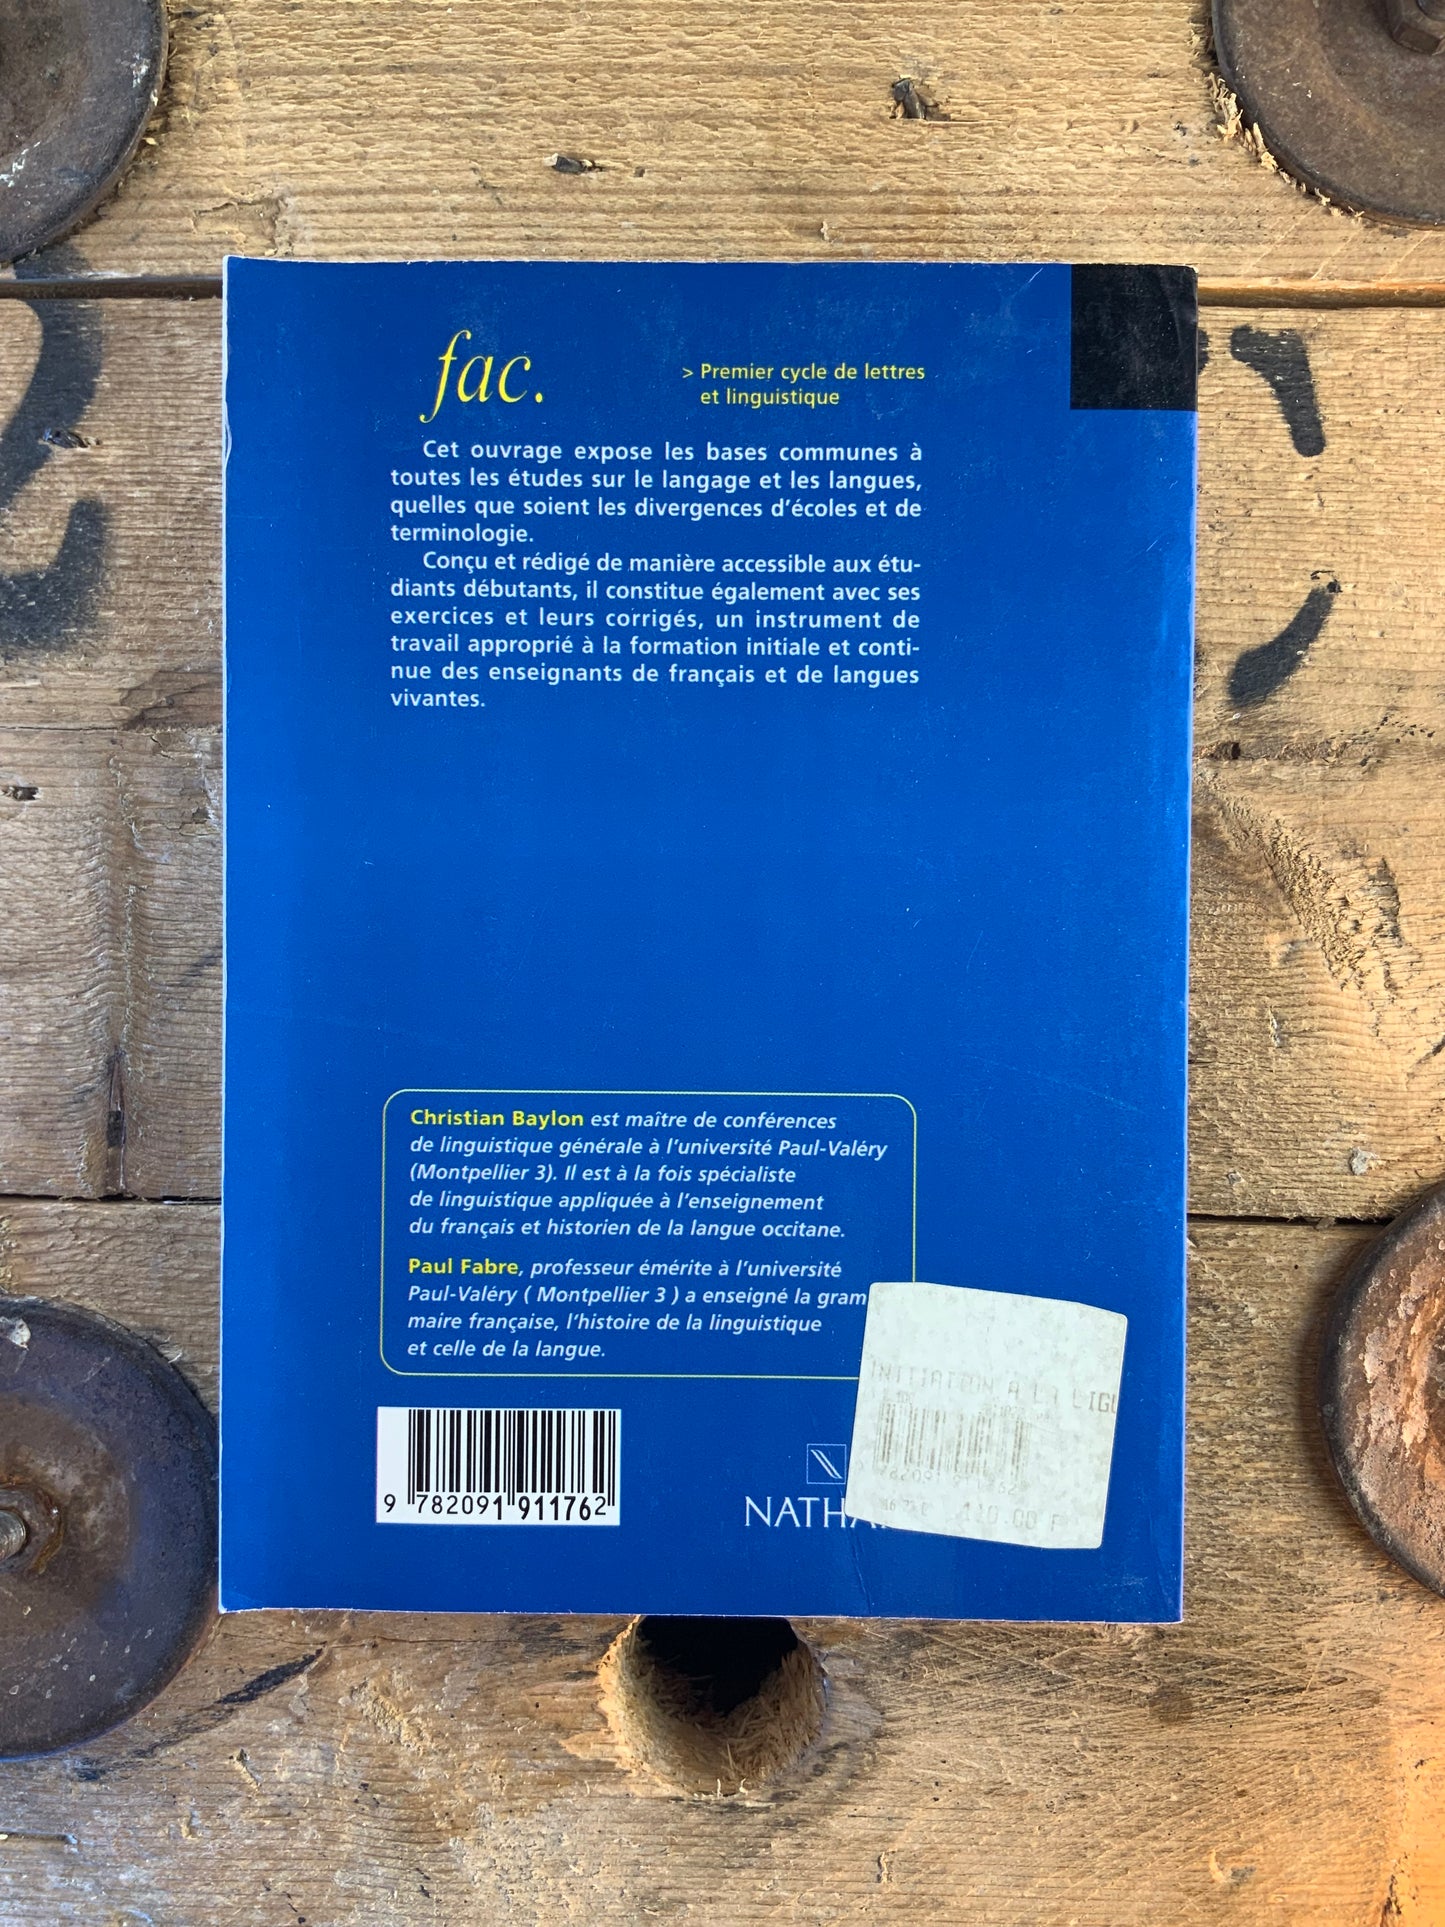 fac.
> Premier cycle de lettres
et linguistique
Cet ouvrage expose les bases communes à
toutes les études sur le langage et les langues,
quelles que soient les divergences d'écoles et de
terminologie.
Conçu et rédigé de manière accessible aux étu-
diants débutants, il constitue également avec ses
exercices et leurs corrigés, un instrument de
travail approprié à la formation initiale et conti-
nue des enseignants de français et de langues
vivantes.
Christian Baylon est maître de conférences
de linguistique générale à l'université Paul-Valéry
(Montpellier 3). Il est à la fois spécialiste
de linguistique appliquée à l'enseignement
du français et historien de la langue occitane.
Paul Fabre, professeur émérite à l'université
Paul-Valéry ( Montpellier 3 ) a enseigné la gram
maire française, l'histoire de la linguistique
et celle de la langue.
INITIATION A LA LIGU
9 782091 911762
NATHA
110.00 F